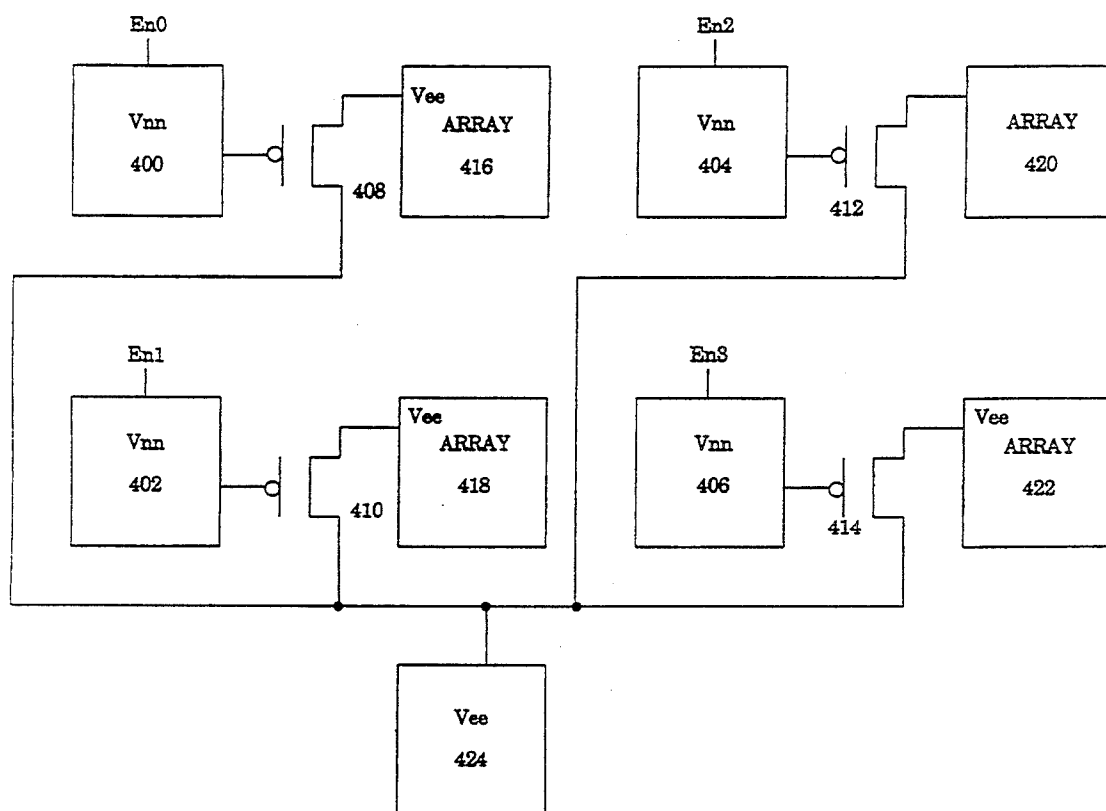 En0
Vnn
400
408
Vee
ARRAY
416
En2
Vnn
404
412
ARRAY
420
En1
Vnn
402
410
Vee
ARRAY
418
En3
Vnn
406
414
Vee
ARRAY
422
Vee
424